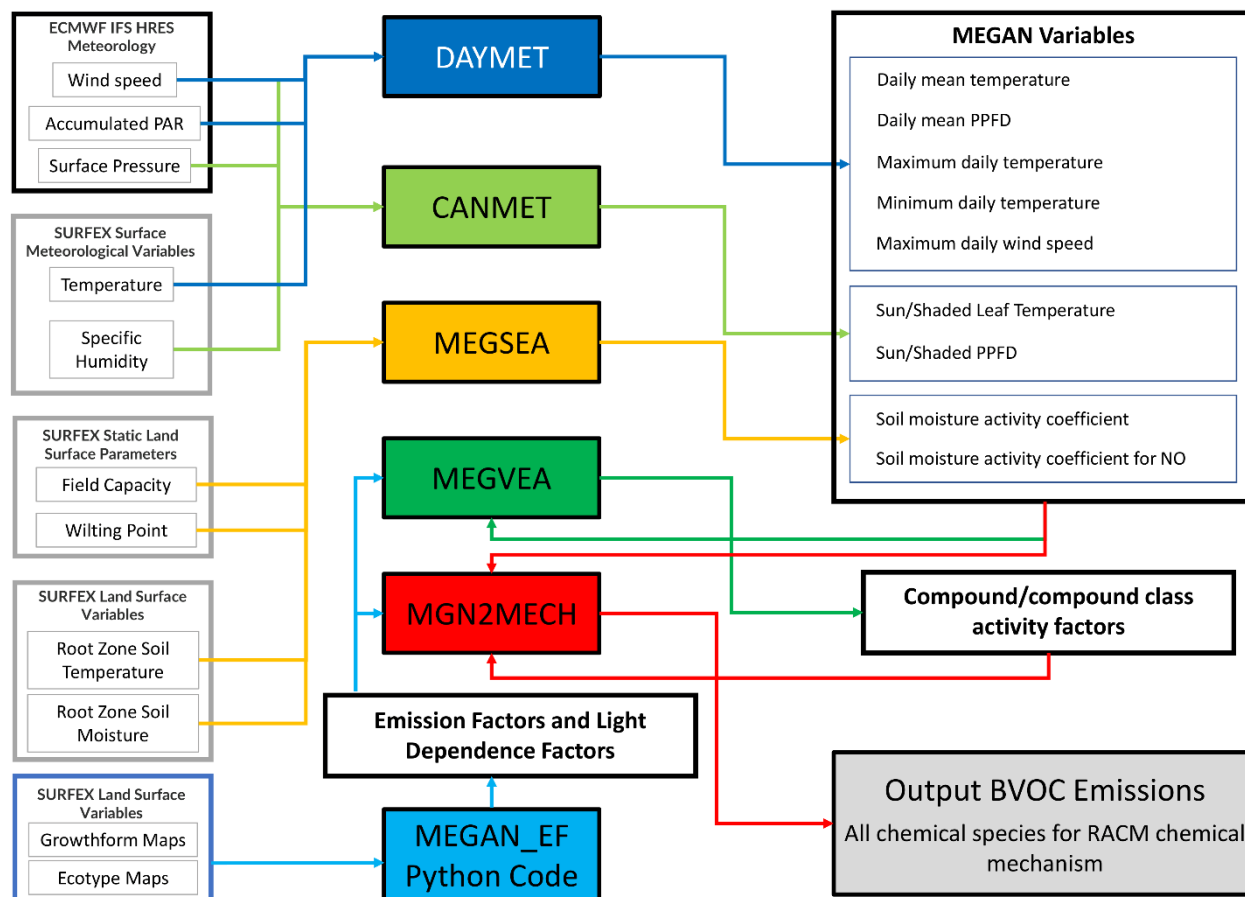 ECMWF IFS HRES
Meteorology
Wind speed
Accumulated PAR
Surface Pressure
SURFEX Surface
Meteorological Variables
Temperature
Specific
Humidity
SURFEX Static Land
Surface Parameters
Field Capacity
Wilting Point
SURFEX Land Surface
Variables
Root Zone Soil
Temperature
Root Zone Soil
Moisture
SURFEX Land Surface
Variables
Growthform Maps
Ecotype Maps
DAYMET
CANMET
MEGSEA
MEGVEA
MGN2MECH
Emission Factors and Light
Dependence Factors
MEGAN_EF
Python Code
MEGAN Variables
Daily mean temperature
Daily mean PPFD
Maximum daily temperature
Minimum daily temperature
Maximum daily wind speed
Sun/Shaded Leaf Temperature
Sun/Shaded PPFD
Soil moisture activity coefficient
Soil moisture activity coefficient for NO
Compound/compound class
activity factors
Output BVOC Emissions
All chemical species for RACM chemical
mechanism